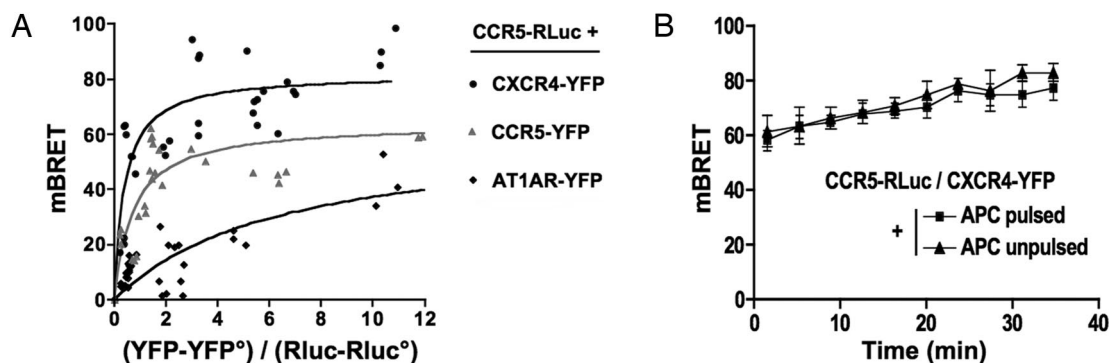 A
100
80
60
40
20
0
mBRET
0 2 4 6 8 10 12
(YFP-YFP°) / (Rluc-Rluc°)
CCR5-RLuc +
CXCR4-YFP
CCR5-YFP
AT1AR-YFP
B
100
80
60
40
20
0
mBRET
CCR5-RLuc / CXCR4-YFP
+
APC pulsed
APC unpulsed
0 10 20 30 40
Time (min)